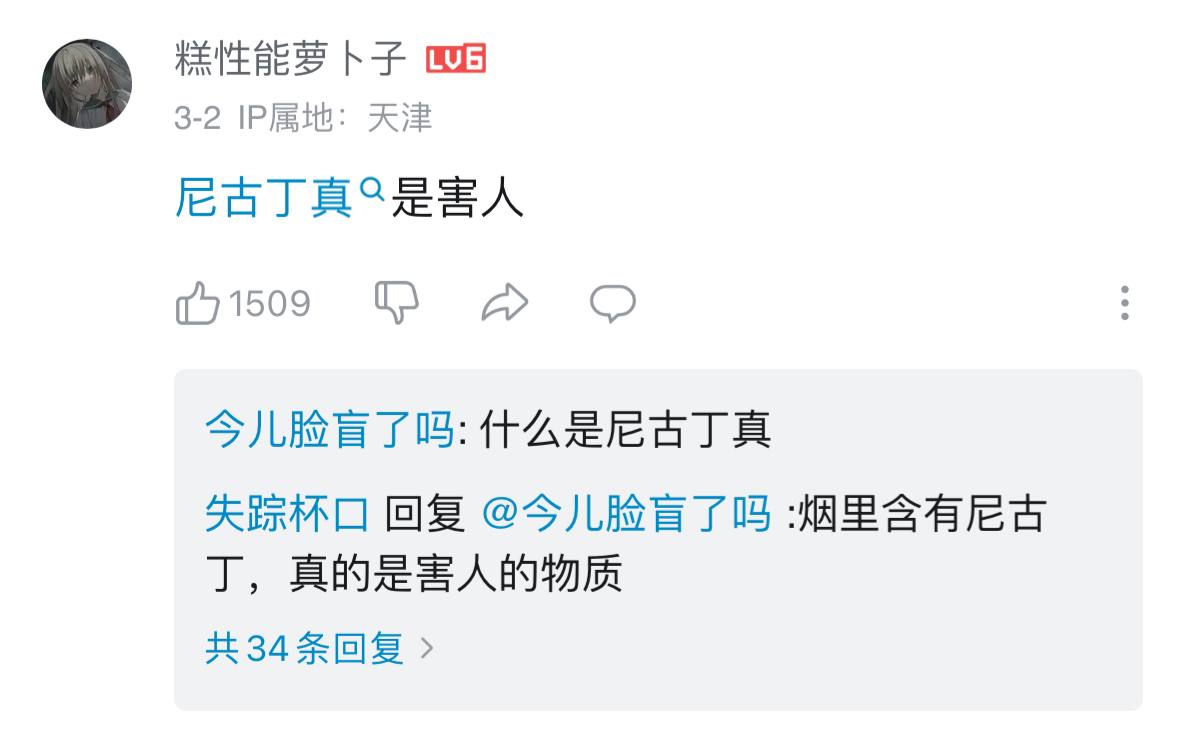 糕性能萝卜子 LV6
3-2 IP属地：天津
尼古丁真是害人
1509
今儿脸盲了吗: 什么是尼古丁真
失踪杯口 回复 @今儿脸盲了吗 :烟里含有尼古
丁，真的是害人的物质
共34条回复